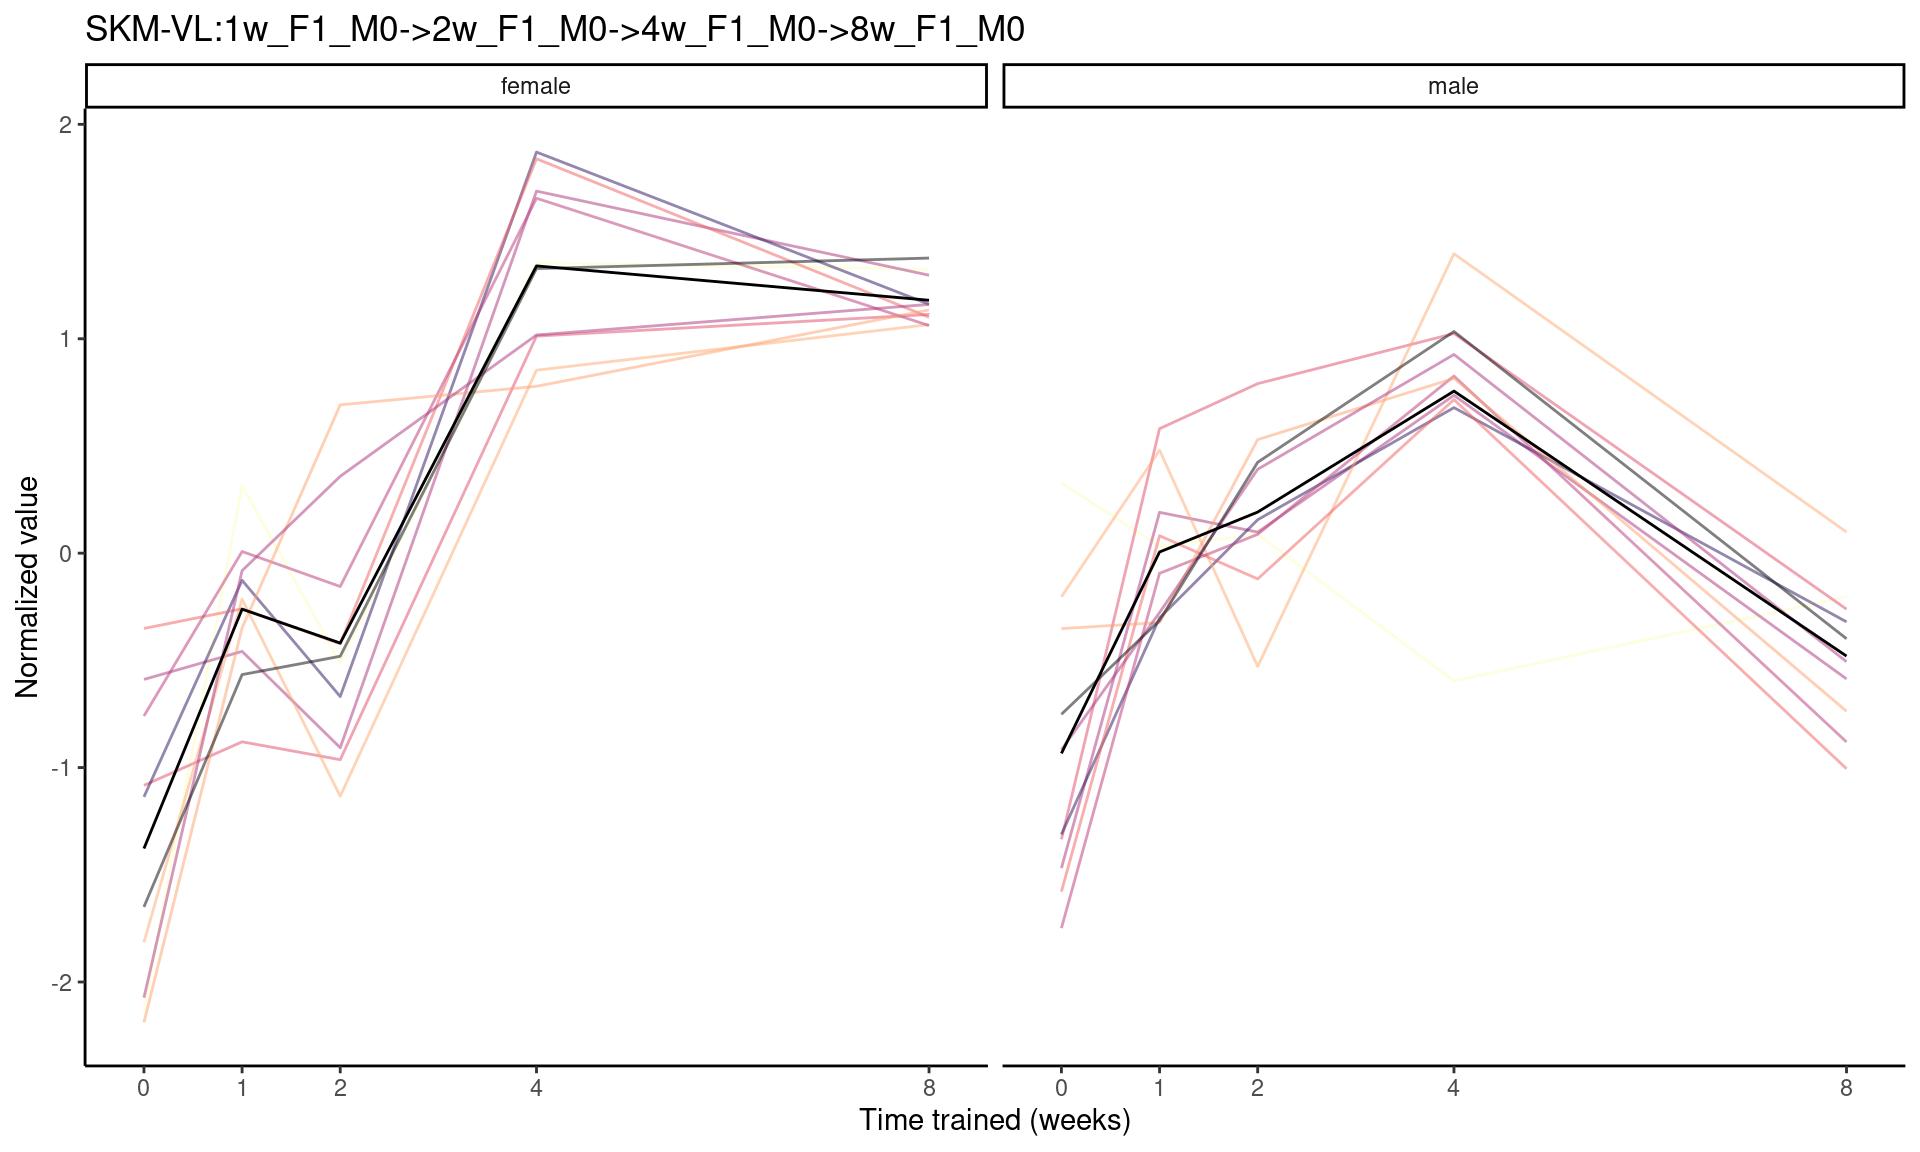 SKM-VL:1w_F1_M0->2w_F1_M0->4w_F1_M0->8w_F1_M0
female
male
Normalized value
2
1
0
-1
-2
0 1 2 4 8
0 1 2 4 8
Time trained (weeks)